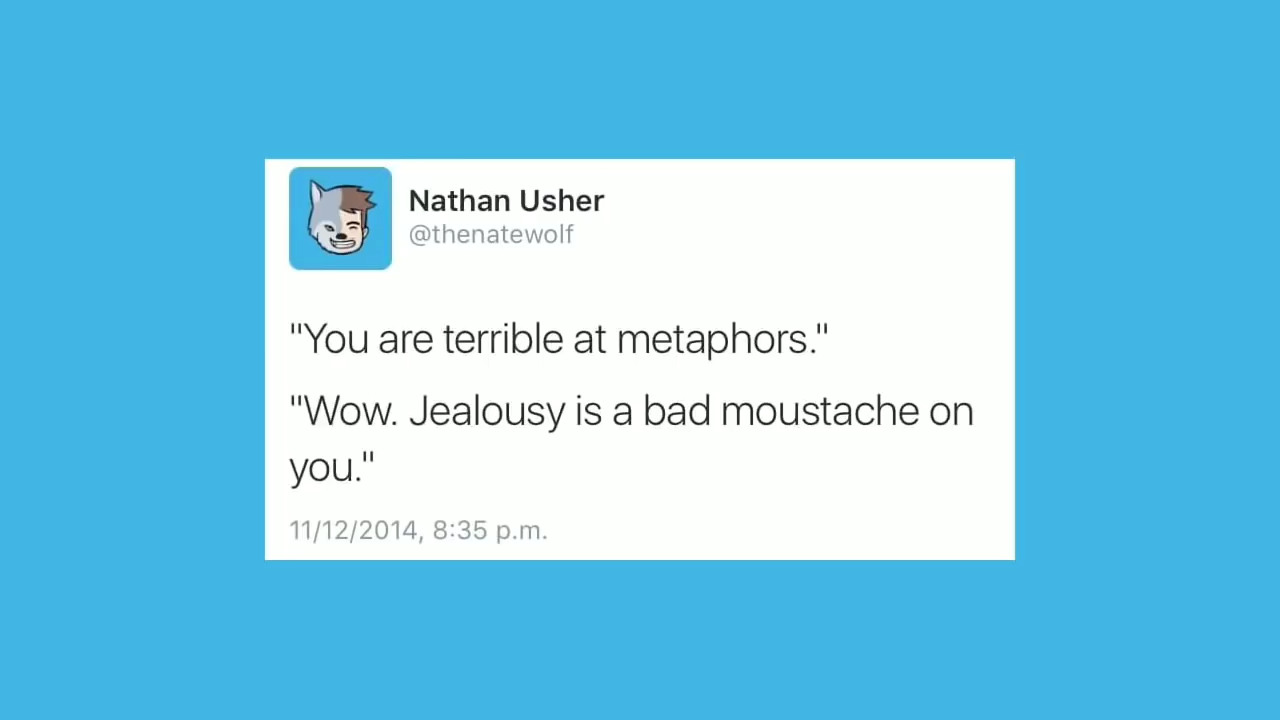 Nathan Usher
@thenatewolf
"You are terrible at metaphors."
"Wow. Jealousy is a bad moustache on
you."
11/12/2014, 8:35 p.m.